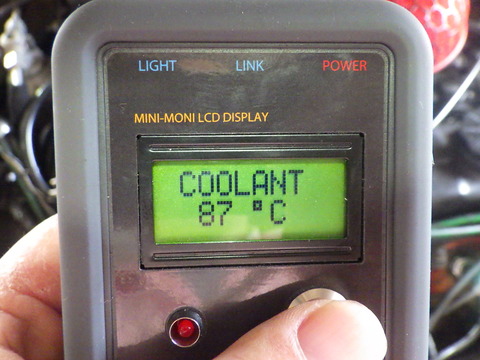 LIGHT LINK POWER
MINI-MONI LCD DISPLAY
COOLANT
87 °C